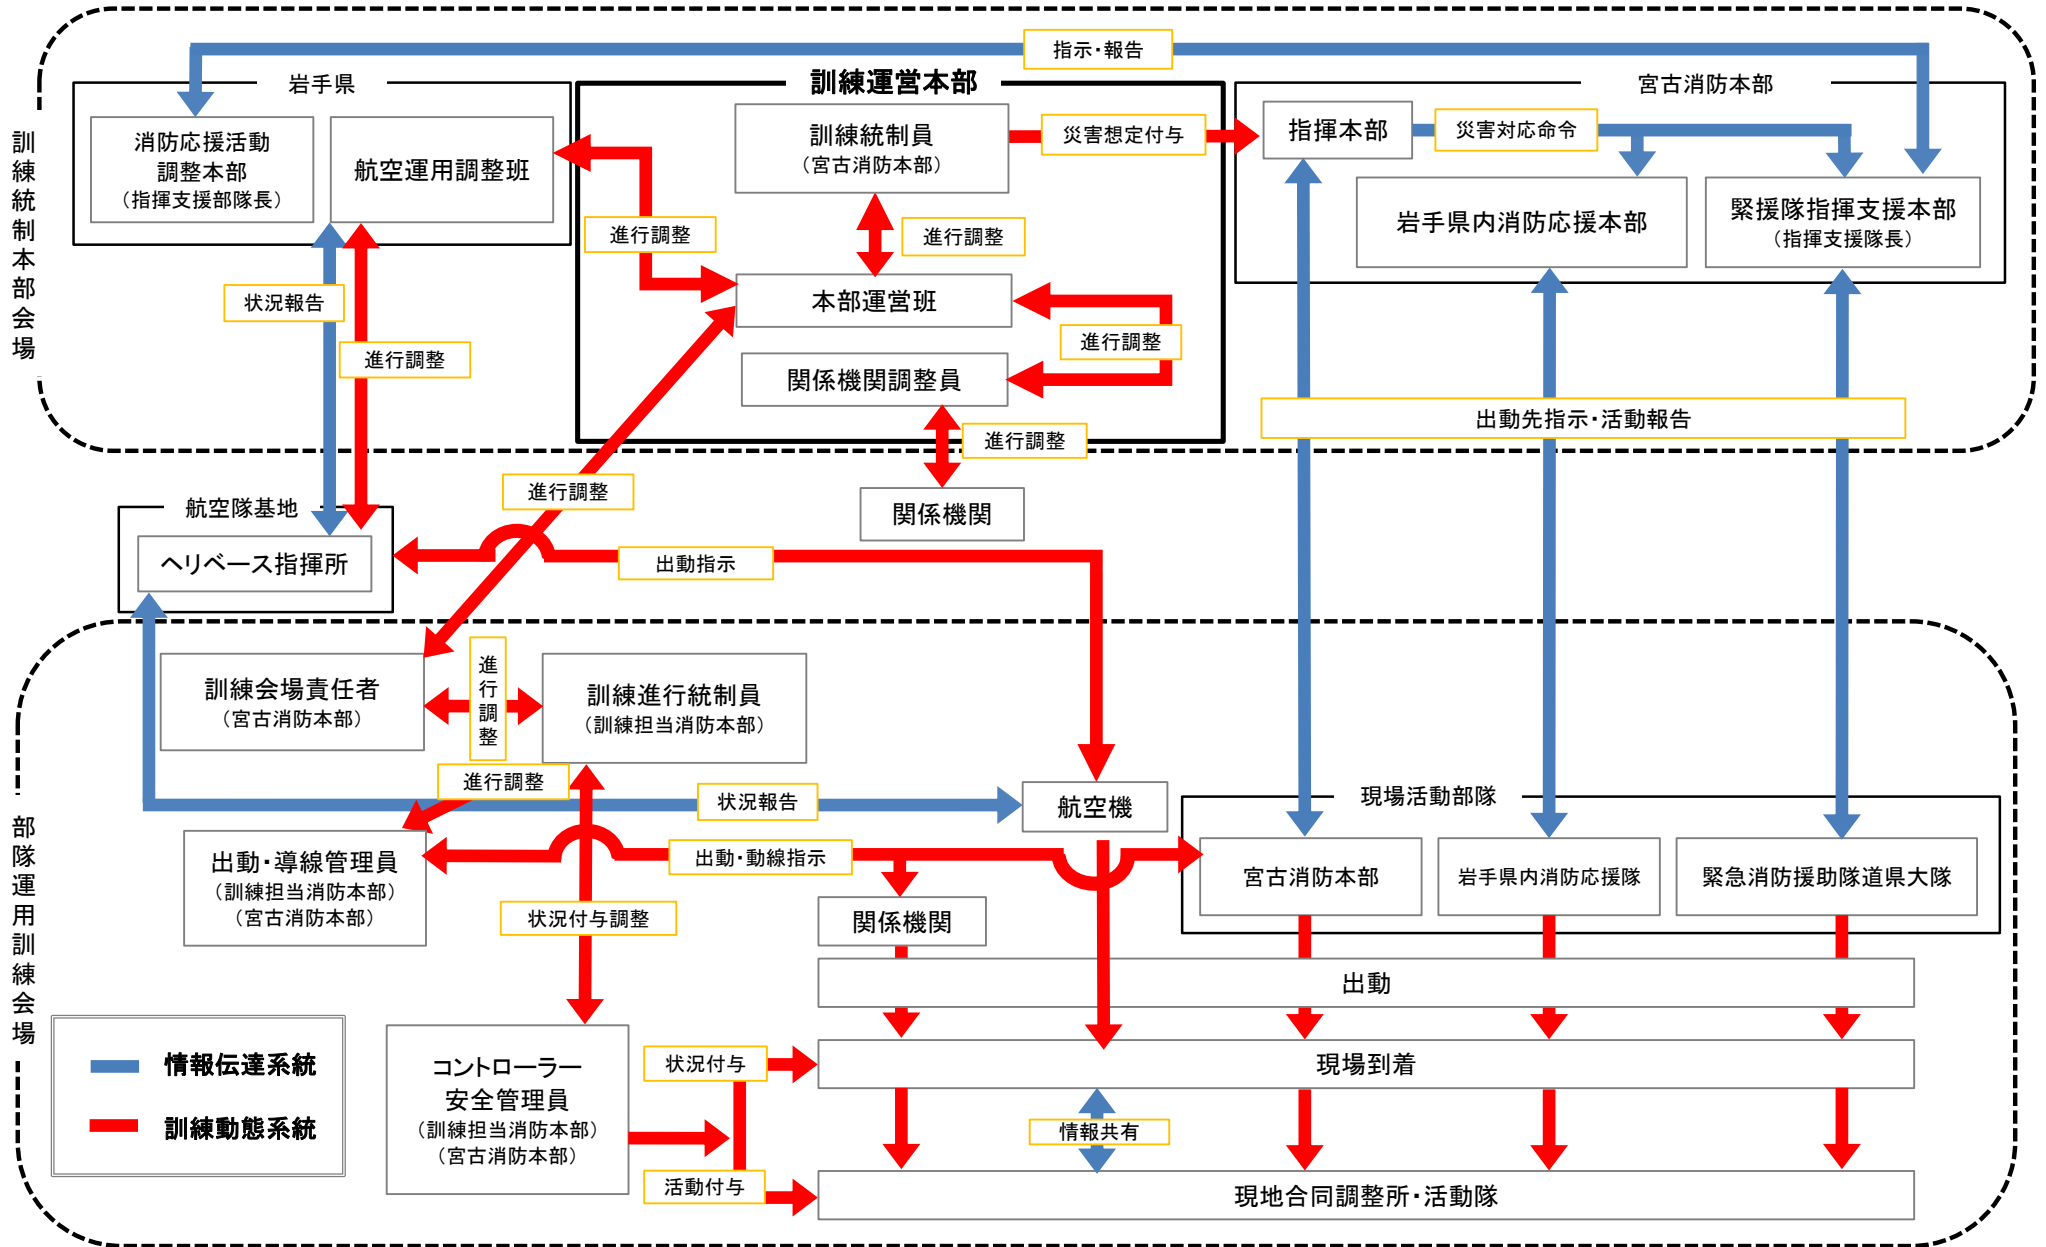 指示・報告
岩手県
訓練運営本部
宮古消防本部
訓練統制本部会場
消防応援活動
調整本部
（指揮支援部隊長）
航空運用調整班
訓練統制員
（宮古消防本部）
災害想定付与
指揮本部
災害対応命令
岩手県内消防応援本部
緊援隊指揮支援本部
（指揮支援隊長）
進行調整
進行調整
状況報告
本部運営班
進行調整
進行調整
関係機関調整員
出動先指示・活動報告
進行調整
進行調整
関係機関
航空隊基地
ヘリベース指揮所
出動指示
訓練会場責任者
（宮古消防本部）
進行調整
訓練進行統制員
（訓練担当消防本部）
進行調整
状況報告
航空機
現場活動部隊
部隊運用訓練会場
出動・導線管理員
（訓練担当消防本部）
（宮古消防本部）
出動・動線指示
宮古消防本部
岩手県内消防応援隊
緊急消防援助隊道県大隊
状況付与調整
関係機関
出動
情報伝達系統
訓練動態系統
コントローラー
安全管理員
（訓練担当消防本部）
（宮古消防本部）
状況付与
現場到着
情報共有
活動付与
現地合同調整所・活動隊